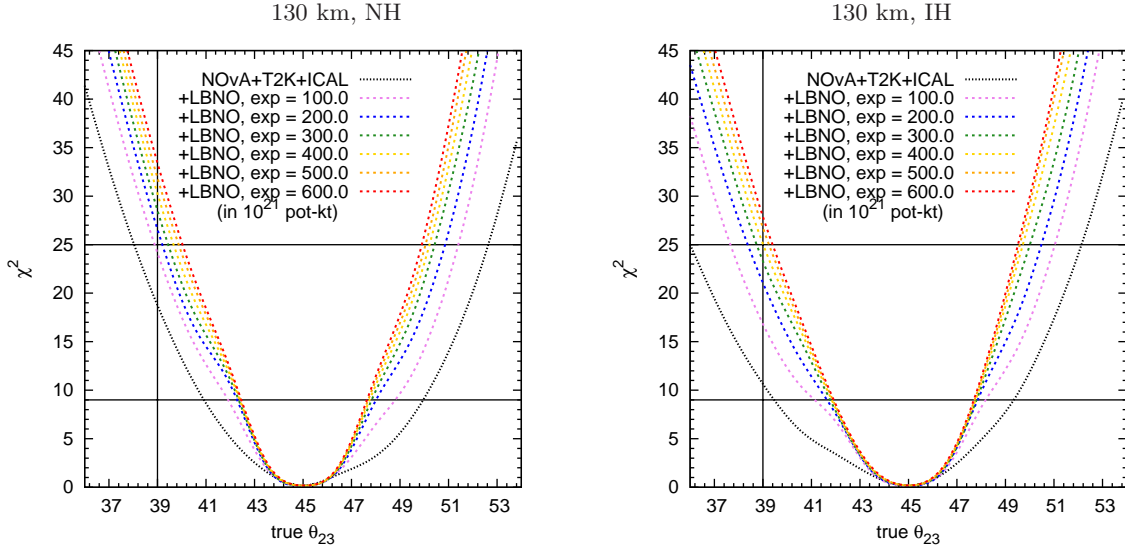 130 km, NH
45
40
35
30
25
20
15
10
5
0
χ2
NOvA+T2K+ICAL
+LBNO, exp = 100.0
+LBNO, exp = 200.0
+LBNO, exp = 300.0
+LBNO, exp = 400.0
+LBNO, exp = 500.0
+LBNO, exp = 600.0
(in 10^21 pot-kt)
37 39 41 43 45 47 49 51 53
true θ23
130 km, IH
45
40
35
30
25
20
15
10
5
0
χ2
NOvA+T2K+ICAL
+LBNO, exp = 100.0
+LBNO, exp = 200.0
+LBNO, exp = 300.0
+LBNO, exp = 400.0
+LBNO, exp = 500.0
+LBNO, exp = 600.0
(in 10^21 pot-kt)
37 39 41 43 45 47 49 51 53
true θ23